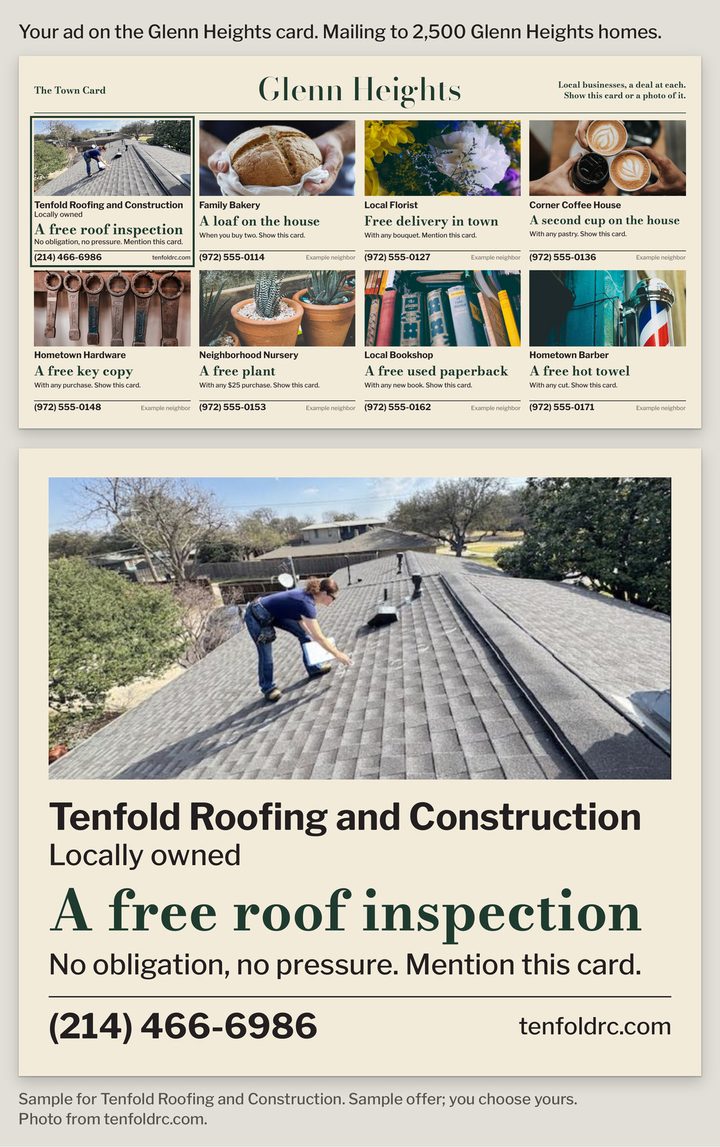 Your ad on the Glenn Heights card. Mailing to 2,500 Glenn Heights homes.
The Town Card
Glenn Heights
Local businesses, a deal at each.
Show this card or a photo of it.
Tenfold Roofing and Construction
Locally owned
A free roof inspection
No obligation, no pressure. Mention this card.
(214) 466-6986
tenfoldrc.com
Family Bakery
A loaf on the house
When you buy two. Show this card.
(972) 555-0114
Example neighbor
Local Florist
Free delivery in town
With any bouquet. Mention this card.
(972) 555-0127
Example neighbor
Corner Coffee House
A second cup on the house
With any pastry. Show this card.
(972) 555-0136
Example neighbor
Hometown Hardware
A free key copy
With any purchase. Show this card.
(972) 555-0148
Example neighbor
Neighborhood Nursery
A free plant
With any $25 purchase. Show this card.
(972) 555-0153
Example neighbor
Local Bookshop
A free used paperback
With any new book. Show this card.
(972) 555-0162
Example neighbor
Hometown Barber
A free hot towel
With any cut. Show this card.
(972) 555-0171
Example neighbor
Tenfold Roofing and Construction
Locally owned
A free roof inspection
No obligation, no pressure. Mention this card.
(214) 466-6986
tenfoldrc.com
Sample for Tenfold Roofing and Construction. Sample offer; you choose yours.
Photo from tenfoldrc.com.